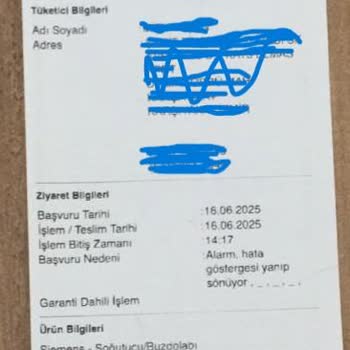 Tüketici Bilgileri
Adı Soyadı
Adres
Ziyaret Bilgileri
Başvuru Tarihi :16.06.2025
İşlem / Teslim Tarihi :16.06.2025
İşlem Bitiş Zamanı :14:17
Başvuru Nedeni :Alarm, hata
göstergesi yanıp
sönüyor , _ , _ , _
Garanti Dahili İşlem
Ürün Bilgileri
Siemens - Soğutucu/Buzdolabı